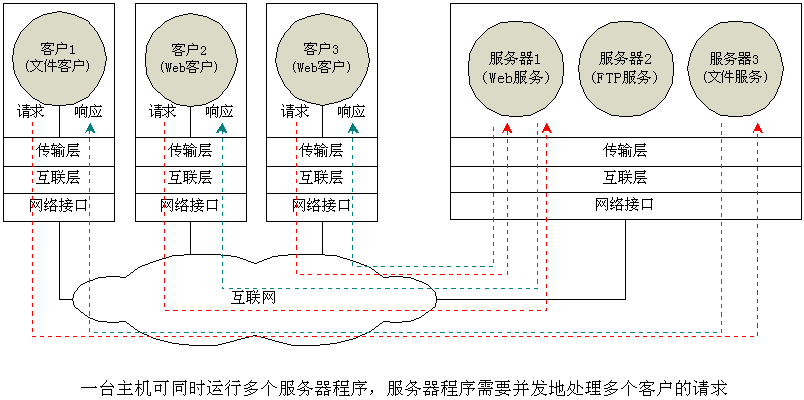 客户1
(文件客户)
客户2
(Web客户)
客户3
(Web客户)
服务器1
(Web服务)
服务器2
(FTP服务)
服务器3
(文件服务)
请求 响应
请求 响应
请求 响应
传输层
互联层
网络接口
传输层
互联层
网络接口
传输层
互联层
网络接口
传输层
互联层
网络接口
互联网
一台主机可同时运行多个服务器程序，服务器程序需要并发地处理多个客户的请求